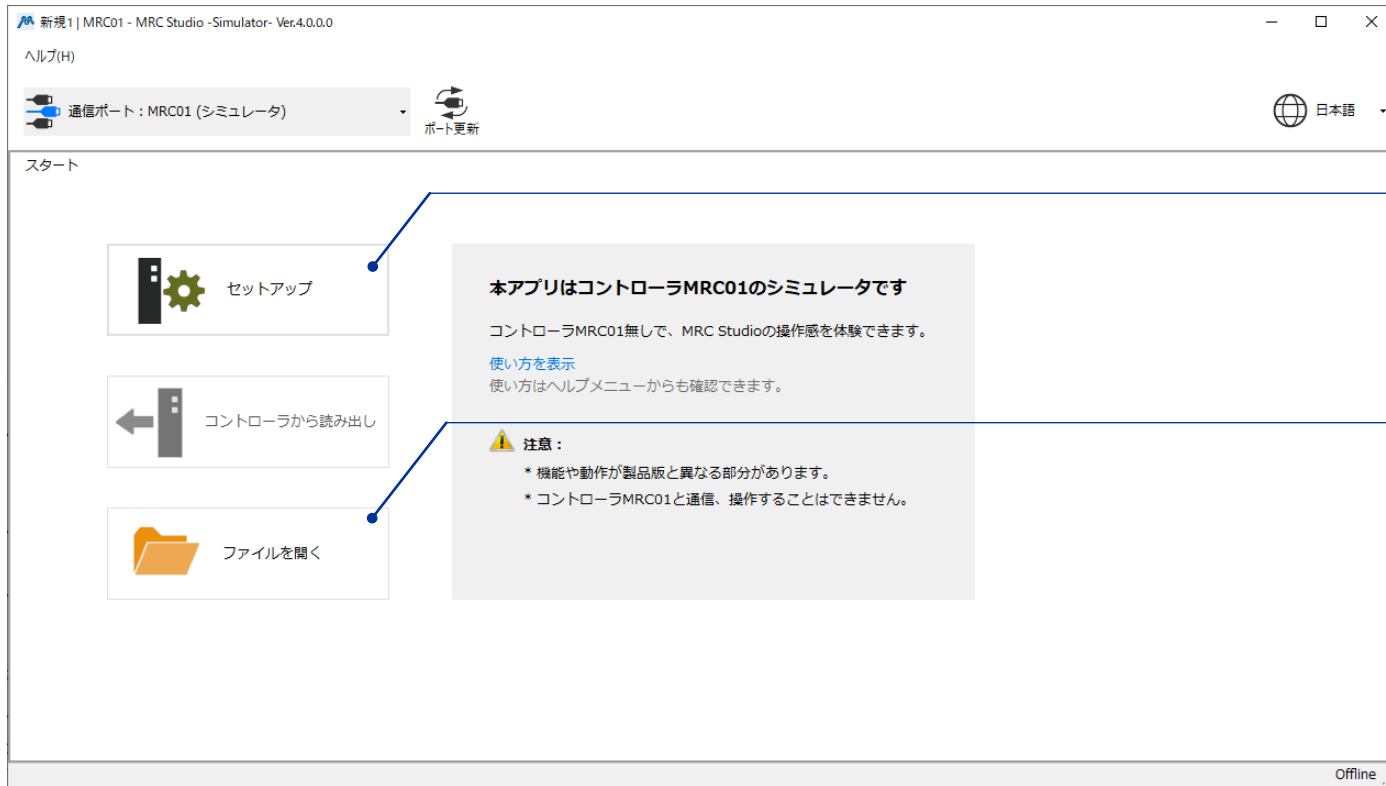 新規1 | MRC01 - MRC Studio -Simulator- Ver.4.0.0.0
ヘルプ(H)
通信ポート：MRC01 (シミュレータ)
ポート更新
日本語
スタート
セットアップ
コントローラから読み出し
ファイルを開く
本アプリはコントローラMRC01のシミュレータです
コントローラMRC01無しで、MRC Studioの操作感を体験できます。
使い方を表示
使い方はヘルプメニューからも確認できます。
注意：
* 機能や動作が製品版と異なる部分があります。
* コントローラMRC01と通信、操作することはできません。
Offline